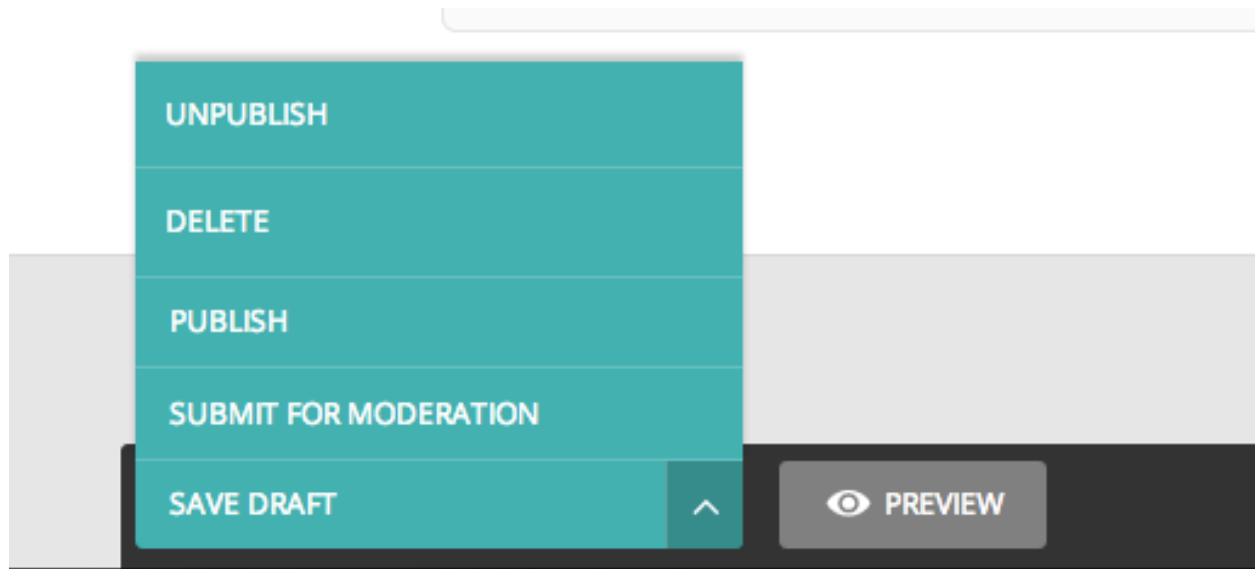 UNPUBLISH
DELETE
PUBLISH
SUBMIT FOR MODERATION
SAVE DRAFT
PREVIEW